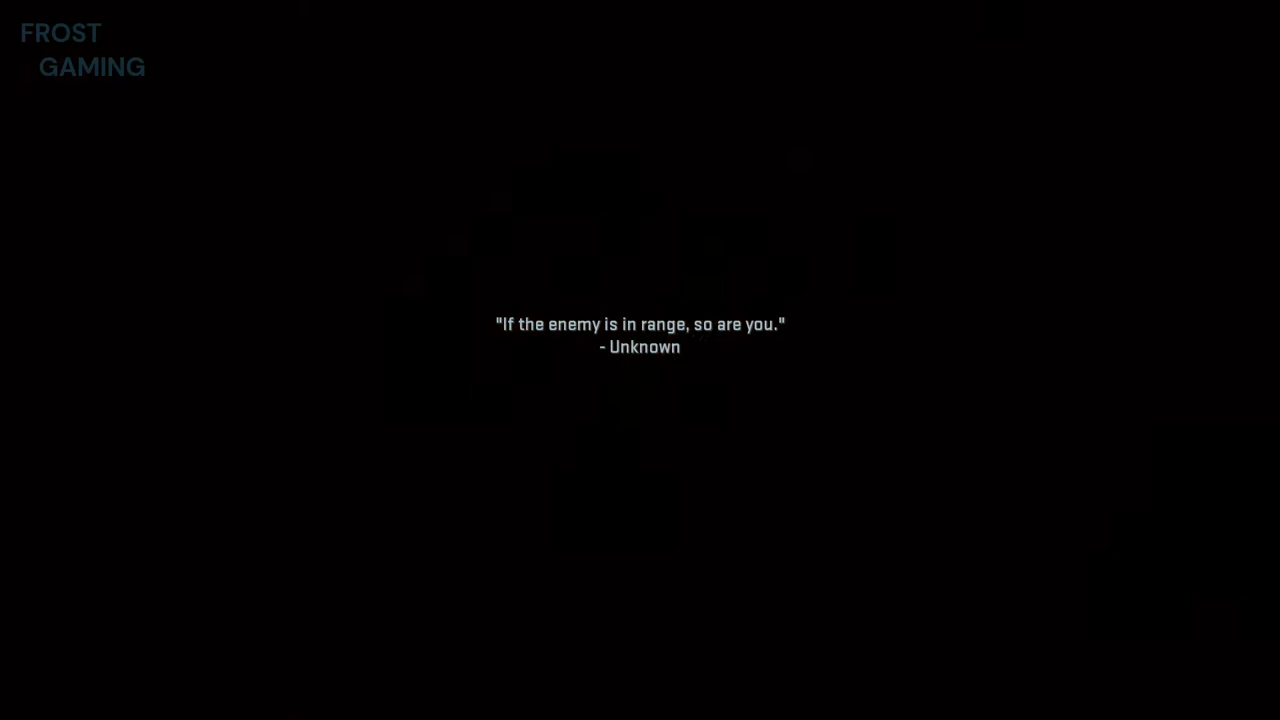 FROST
GAMING
"If the enemy is in range, so are you."
- Unknown